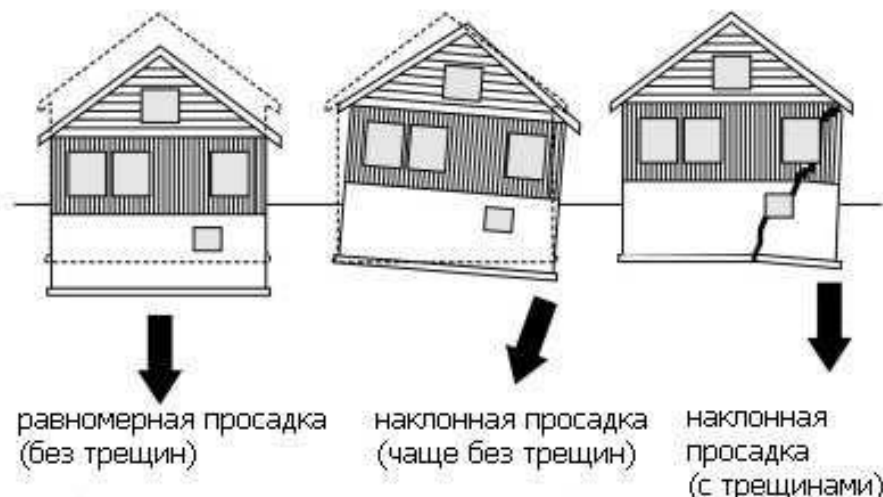 равномерная просадка
(без трещин)
наклонная просадка
(чаще без трещин)
наклонная
просадка
(с трещинами)